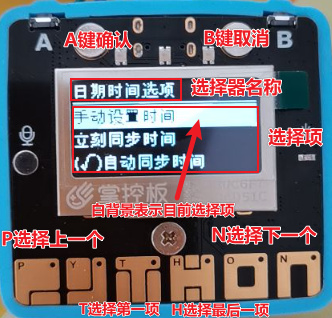 A键确认
B键取消
A
B
日期时间选项
选择器名称
手动设置时间
立刻同步时间
(√)自动同步时间
选择项
白背景表示目前选择项
掌控板
P选择上一个
N选择下一个
P
Y
T
H
O
N
T选择第一项
H选择最后一项